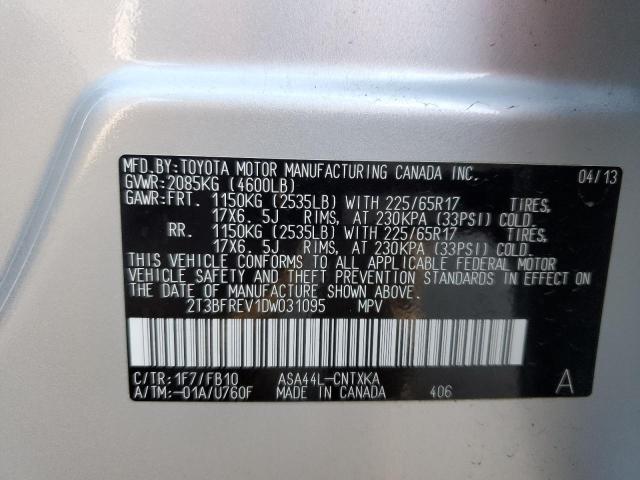 MFD.BY:TOYOTA MOTOR MANUFACTURING CANADA INC. 04/13
GVWR:2085KG (4600LB)
GAWR:FRT. 1150KG (2535LB) WITH 225/65R17 TIRES,
17X6.5J RIMS, AT 230KPA (33PSI) COLD.
RR. 1150KG (2535LB) WITH 225/65R17 TIRES,
17X6.5J RIMS, AT 230KPA (33PSI) COLD.
THIS VEHICLE CONFORMS TO ALL APPLICABLE FEDERAL MOTOR
VEHICLE SAFETY AND THEFT PREVENTION STANDARDS IN EFFECT ON
THE DATE OF MANUFACTURE SHOWN ABOVE.
2T3BFREV1DW031095 MPV
C/TR:1F7/FB10 ASA44L-CNTXKA A
A/TM:-01A/U760F MADE IN CANADA 406